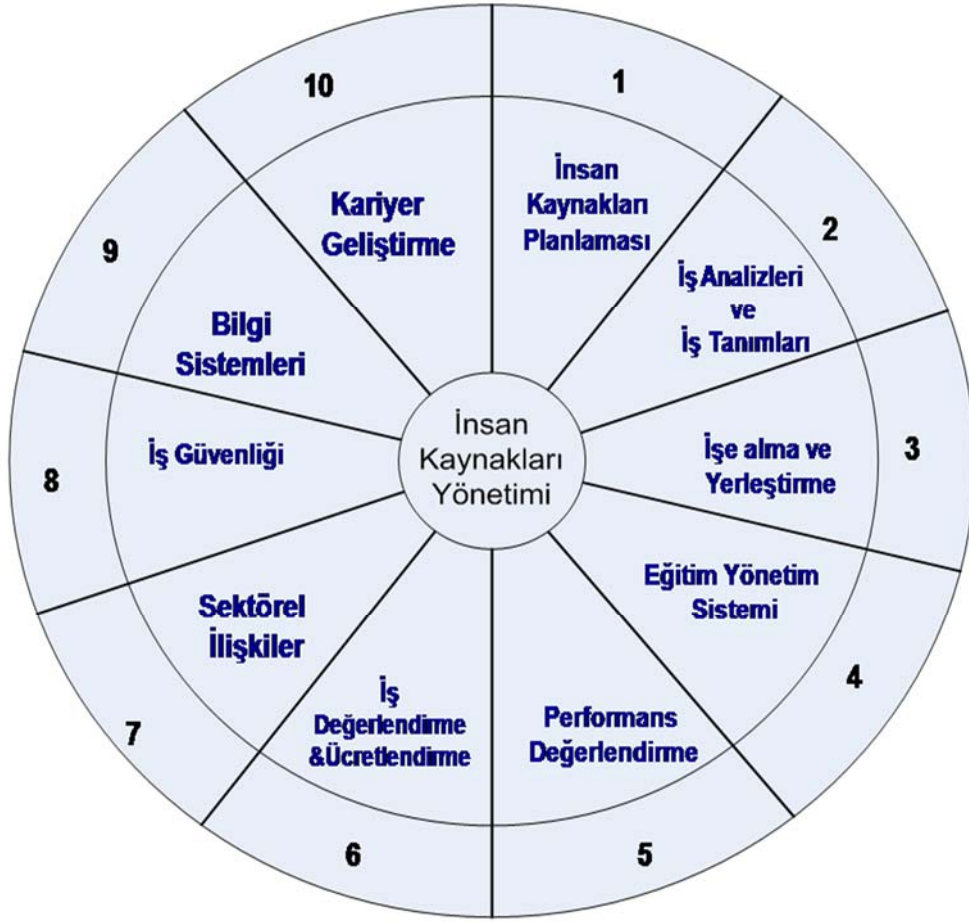 1
İnsan
Kaynakları
Planlaması
2
İş Analizleri
ve
İş Tanımları
3
İşe alma ve
Yerleştirme
4
Eğitim Yönetim
Sistemi
5
Performans
Değerlendirme
6
İş
Değerlendirme
&Ücretlendirme
7
Sektörel
İlişkiler
8
İş Güvenliği
9
Bilgi
Sistemleri
10
Kariyer
Geliştirme
İnsan
Kaynakları
Yönetimi